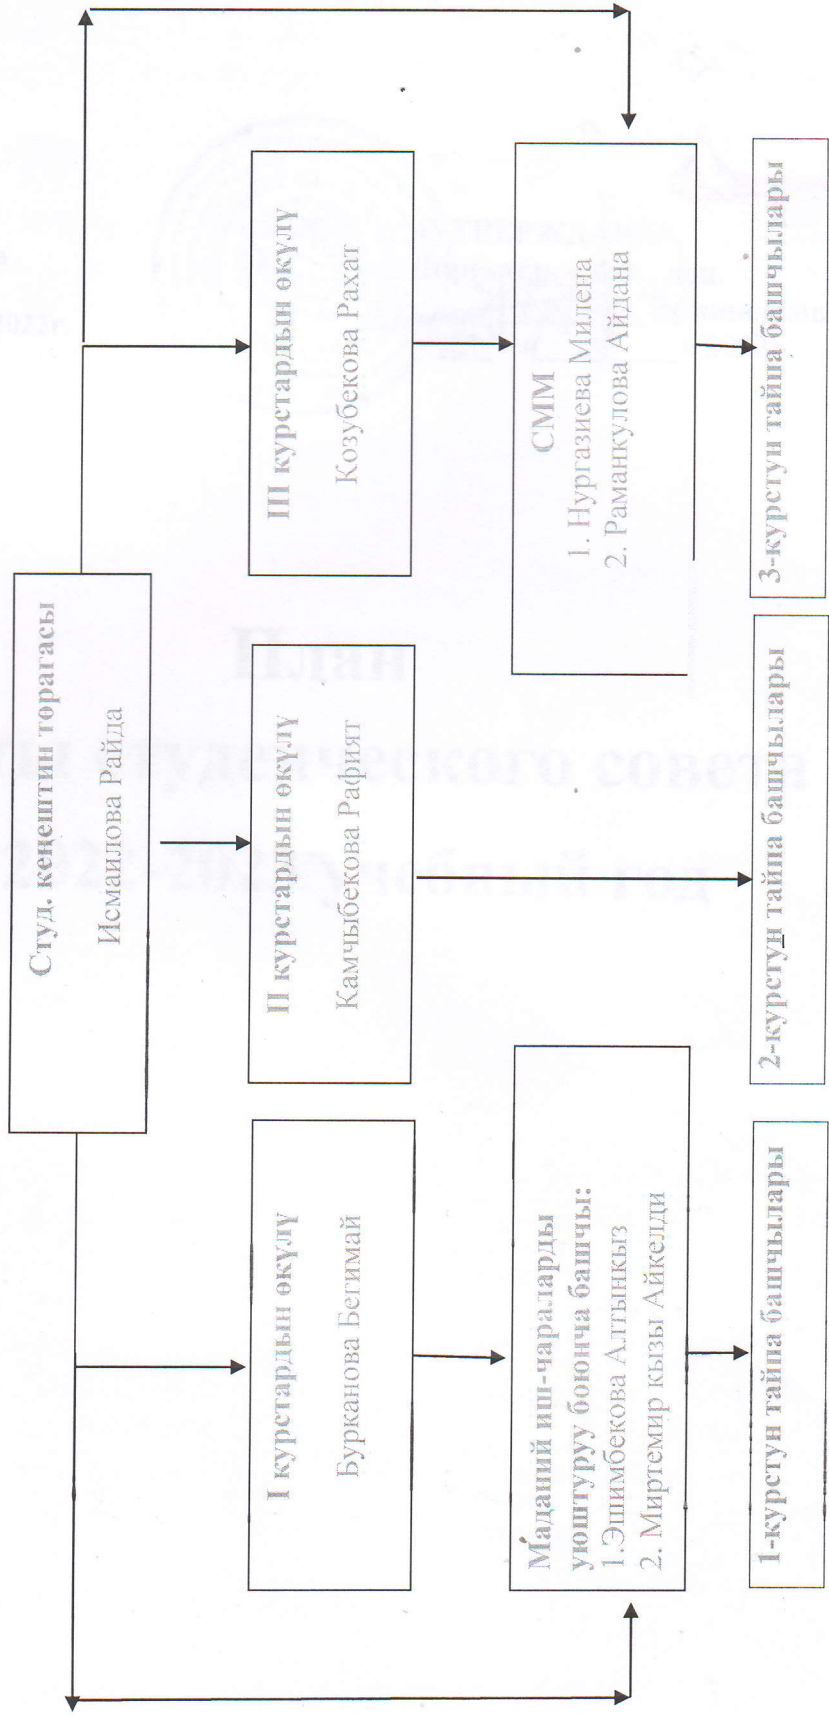 Студ. кеңештин төрагасы
Исмаилова Райда
I курстардын өкүлү
Бурканова Бегимай
II курстардын өкүлү
Камчыбекова Рафият
III курстардын өкүлү
Козубекова Рахат
Маданий иш-чараларды
уюштуруу боюнча башчы:
1.Эшимбекова Алтынкыз
2. Миртемир кызы Айкелди
СММ
1. Нургазиева Милена
2. Раманкулова Айдана
1-курстун тайпа башчылары
2-курстун тайпа башчылары
3-курстун тайпа башчылары
План
студенческого совета
учебный год